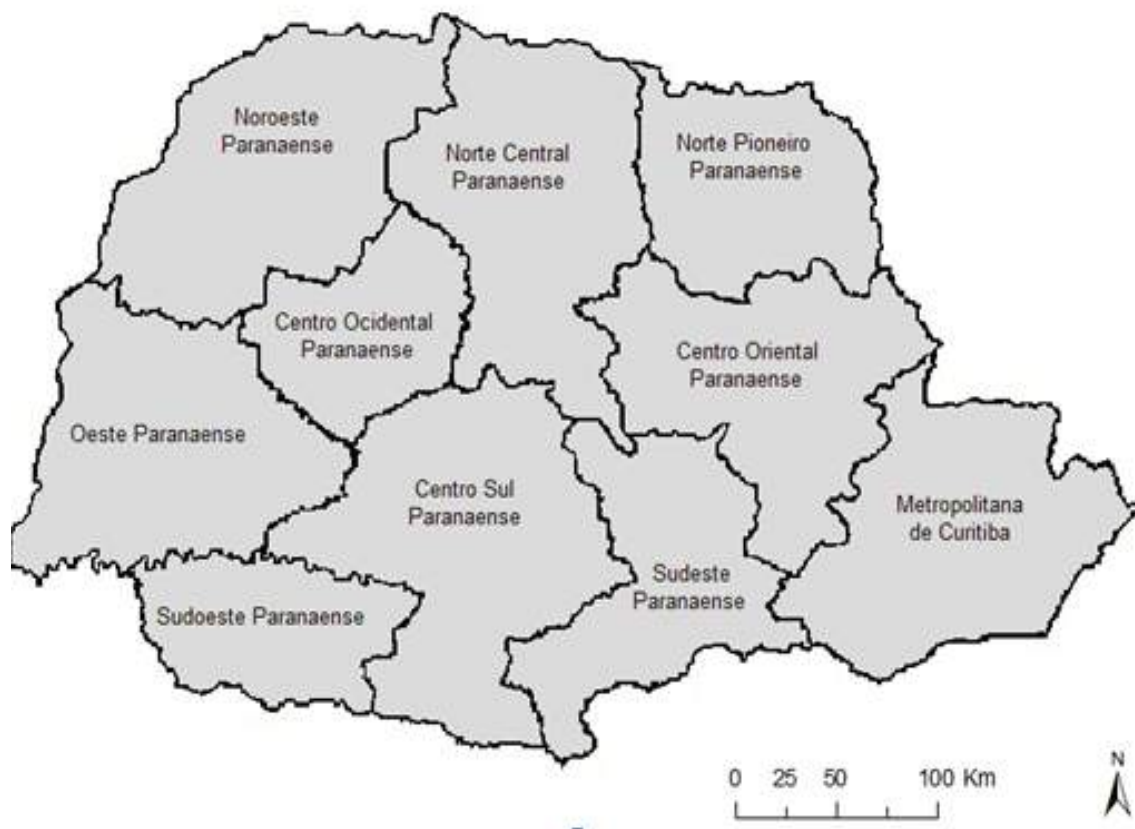 Noroeste
Paranaense
Norte Central
Paranaense
Norte Pioneiro
Paranaense
Centro Ocidental
Paranaense
Centro Oriental
Paranaense
Oeste Paranaense
Centro Sul
Paranaense
Metropolitana
de Curitiba
Sudeste
Paranaense
Sudoeste Paranaense
N
0 25 50 100 Km